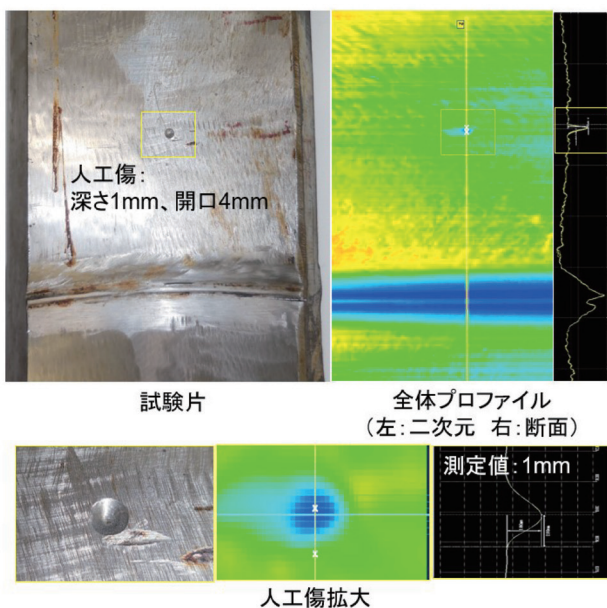 人工傷：
深さ1mm、開口4mm
試験片
全体プロファイル
（左：二次元　右：断面）
測定値：1mm
人工傷拡大